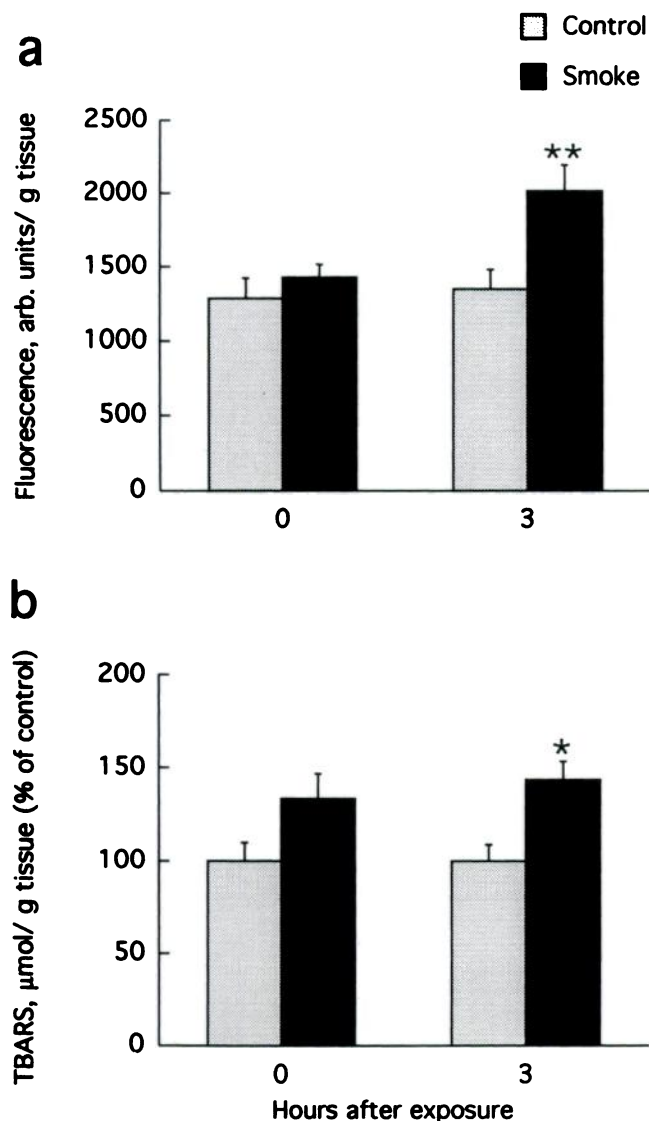 a
Control
Smoke
Fluorescence, arb. units/ g tissue
2500
2000
1500
1000
500
0
**
0 3
b
TBARS, μmol/ g tissue (% of control)
200
150
100
50
0
*
0 3
Hours after exposure